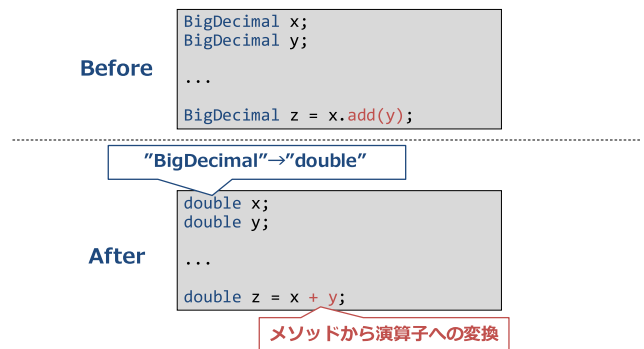 Before
BigDecimal x;
BigDecimal y;
...
BigDecimal z = x.add(y);
”BigDecimal”→”double”
After
double x;
double y;
...
double z = x + y;
メソッドから演算子への変換